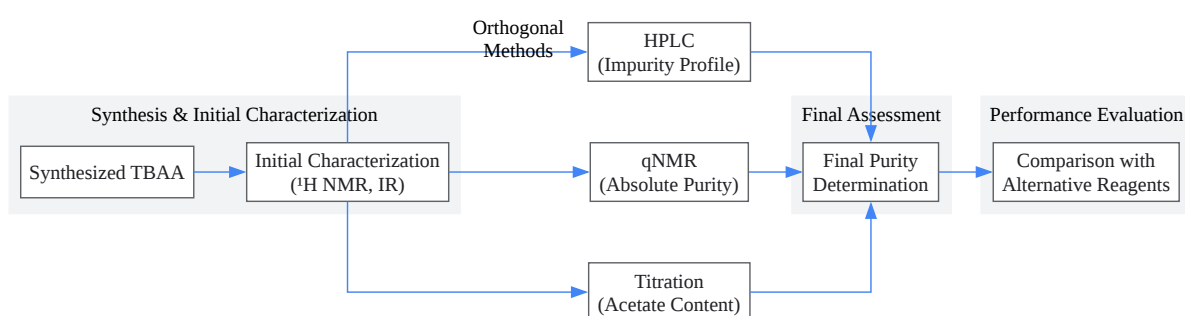 Orthogonal
Methods
HPLC
(Impurity Profile)
Synthesis & Initial Characterization
Synthesized TBAA
Initial Characterization
(¹H NMR, IR)
qNMR
(Absolute Purity)
Titration
(Acetate Content)
Final Assessment
Final Purity
Determination
Performance Evaluation
Comparison with
Alternative Reagents